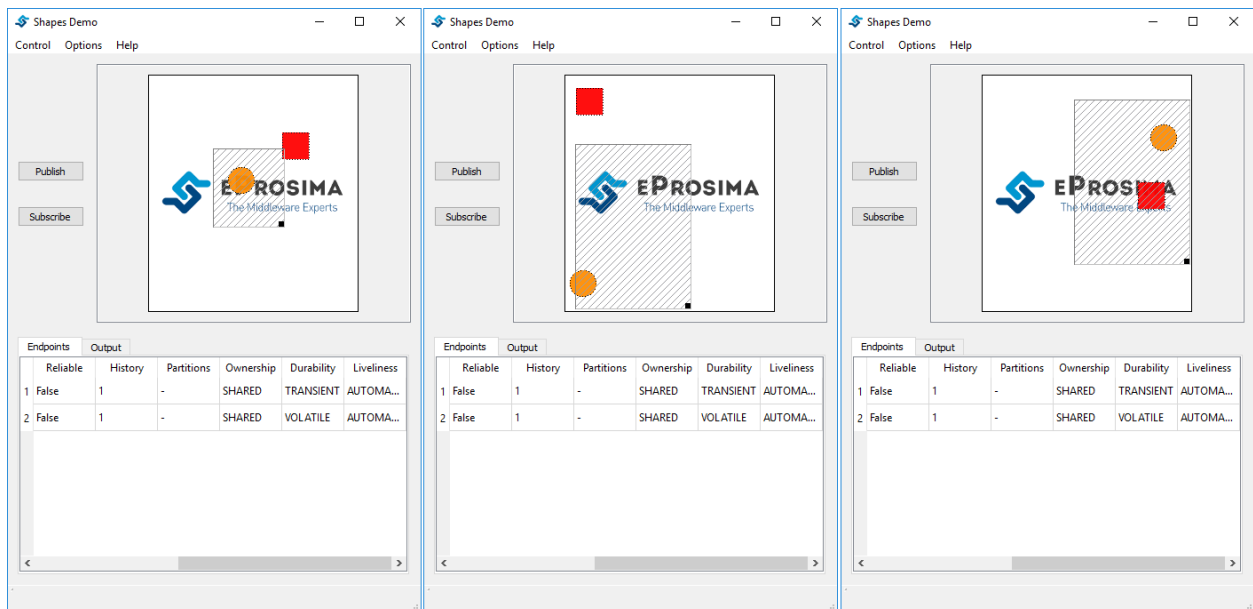 Shapes Demo
Control Options Help
Publish
Subscribe
EPROSIMA
The Middleware Experts
Endpoints Output
Reliable History Partitions Ownership Durability Liveliness
1 False 1 - SHARED TRANSIENT AUTOMA...
2 False 1 - SHARED VOLATILE AUTOMA...
Shapes Demo
Control Options Help
Publish
Subscribe
EPROSIMA
The Middleware Experts
Endpoints Output
Reliable History Partitions Ownership Durability Liveliness
1 False 1 - SHARED TRANSIENT AUTOMA...
2 False 1 - SHARED VOLATILE AUTOMA...
Shapes Demo
Control Options Help
Publish
Subscribe
EPROSIMA
The Middleware Experts
Endpoints Output
Reliable History Partitions Ownership Durability Liveliness
1 False 1 - SHARED TRANSIENT AUTOMA...
2 False 1 - SHARED VOLATILE AUTOMA...